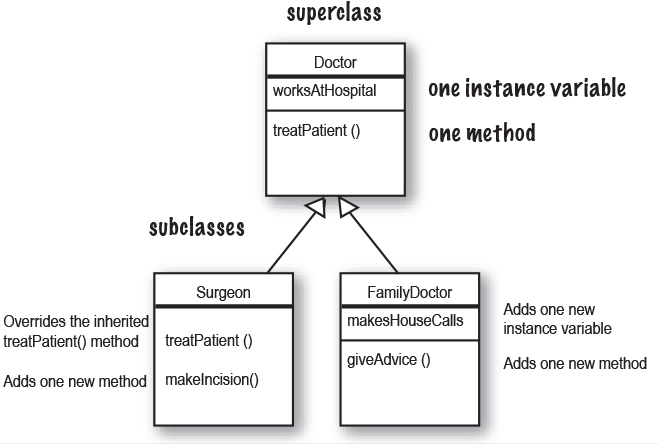 superclass
Doctor
worksAtHospital
one instance variable
treatPatient ()
one method
subclasses
Surgeon
Overrides the inherited
treatPatient() method
treatPatient ()
Adds one new method
makeIncision()
FamilyDoctor
makesHouseCalls
Adds one new
instance variable
giveAdvice ()
Adds one new method